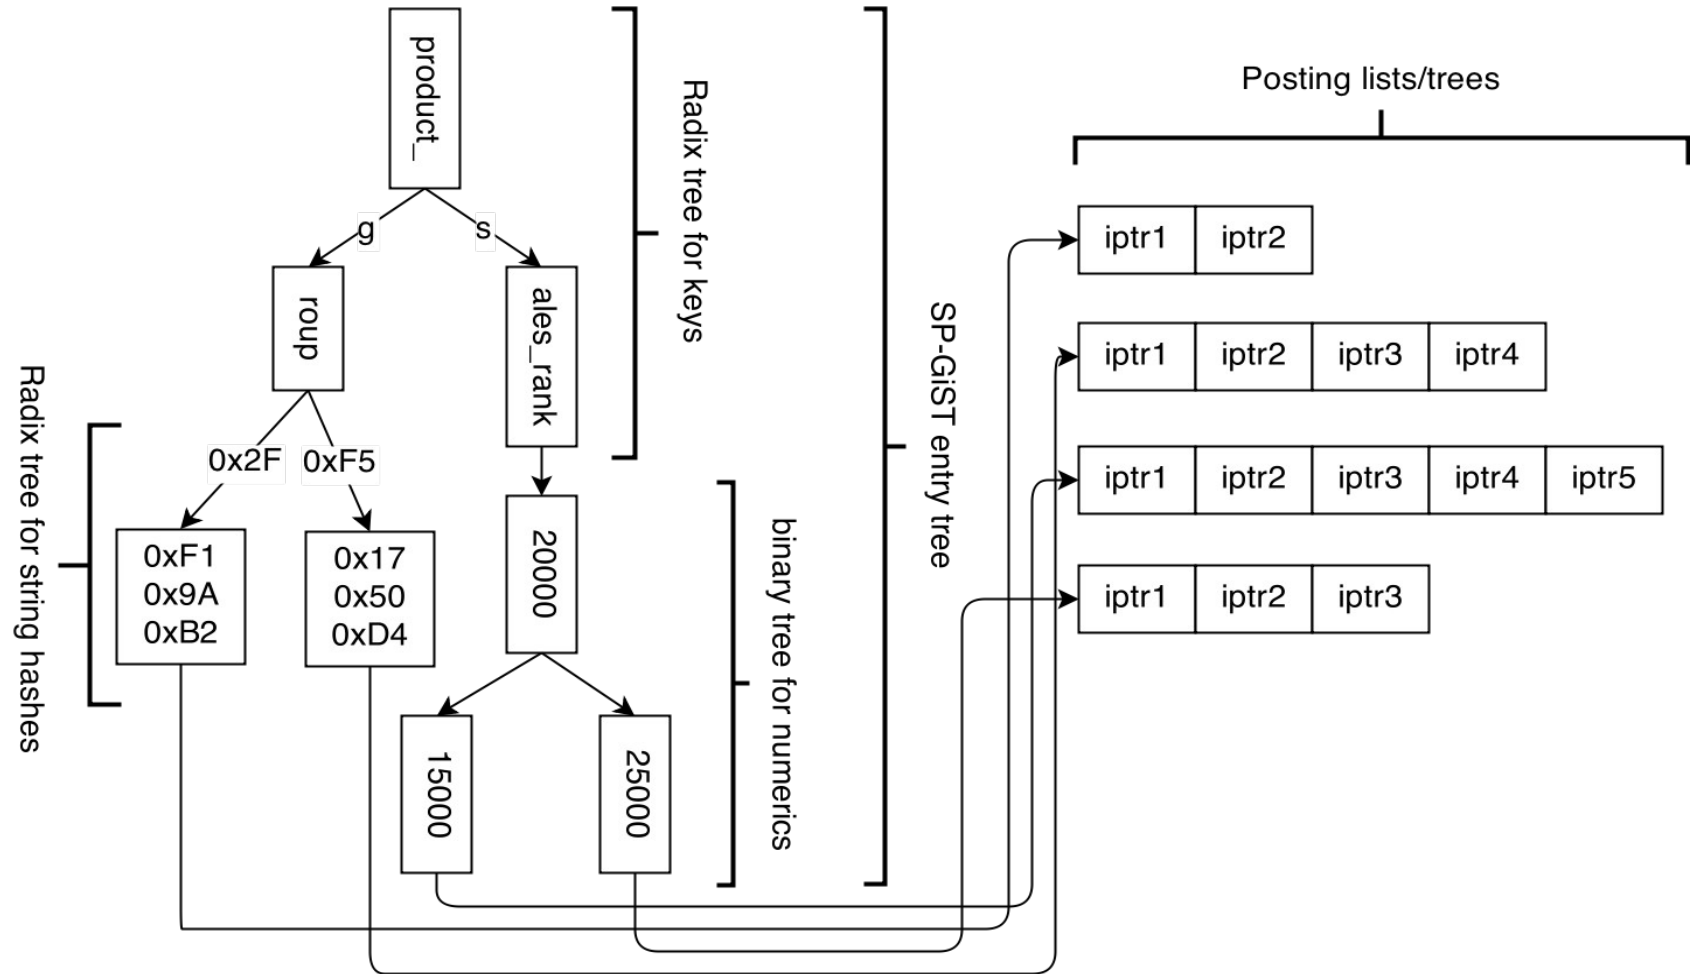 product_
g
s
roup
ales_rank
0x2F
0xF5
0xF1
0x9A
0xB2
0x17
0x50
0xD4
20000
15000
25000
Radix tree for string hashes
Radix tree for keys
binary tree for numerics
SP-GiST entry tree
Posting lists/trees
iptr1 iptr2
iptr1 iptr2 iptr3 iptr4
iptr1 iptr2 iptr3 iptr4 iptr5
iptr1 iptr2 iptr3